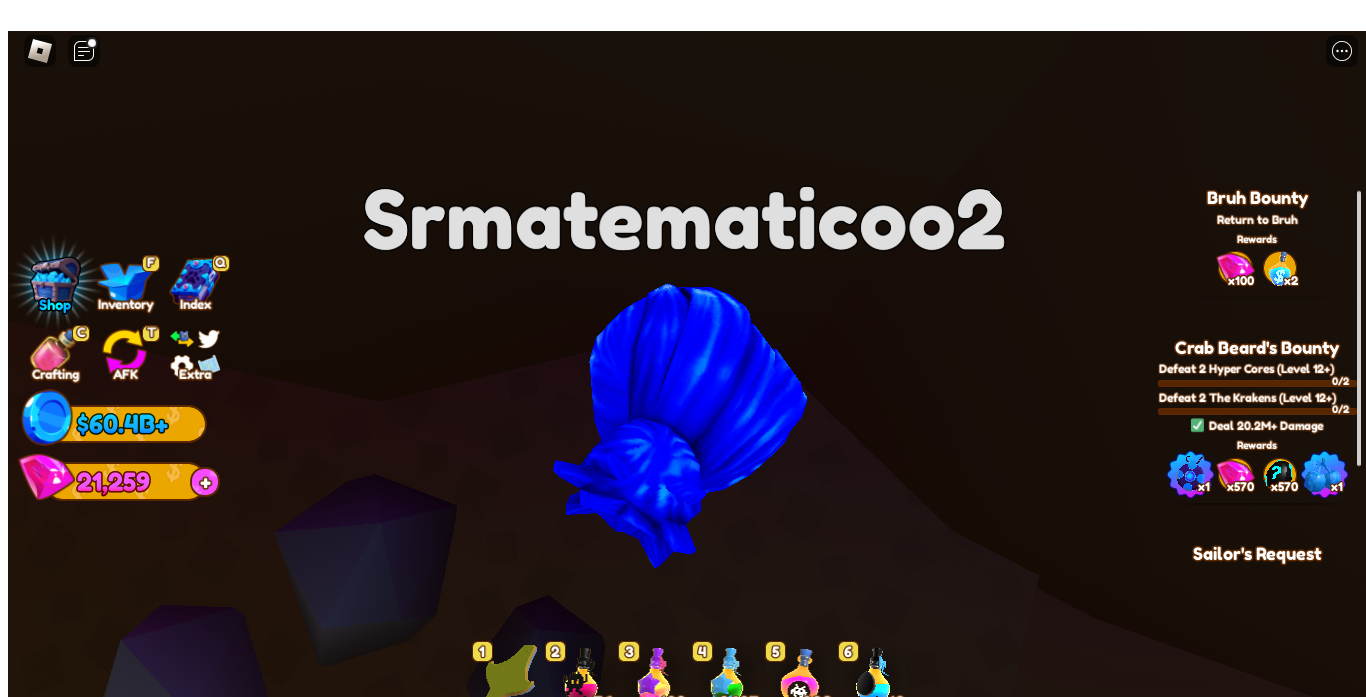 Srmatematicoo2
F
Q
Shop
Inventory
Index
C
T
Crafting
AFK
Extra
$60.4B+
21,259
+
Bruh Bounty
Return to Bruh
Rewards
x100
x2
Crab Beard's Bounty
Defeat 2 Hyper Cores (Level 12+)
0/2
Defeat 2 The Krakens (Level 12+)
0/2
Deal 20.2M+ Damage
Rewards
x1
x570
x570
x1
Sailor's Request
1
2
3
4
5
6